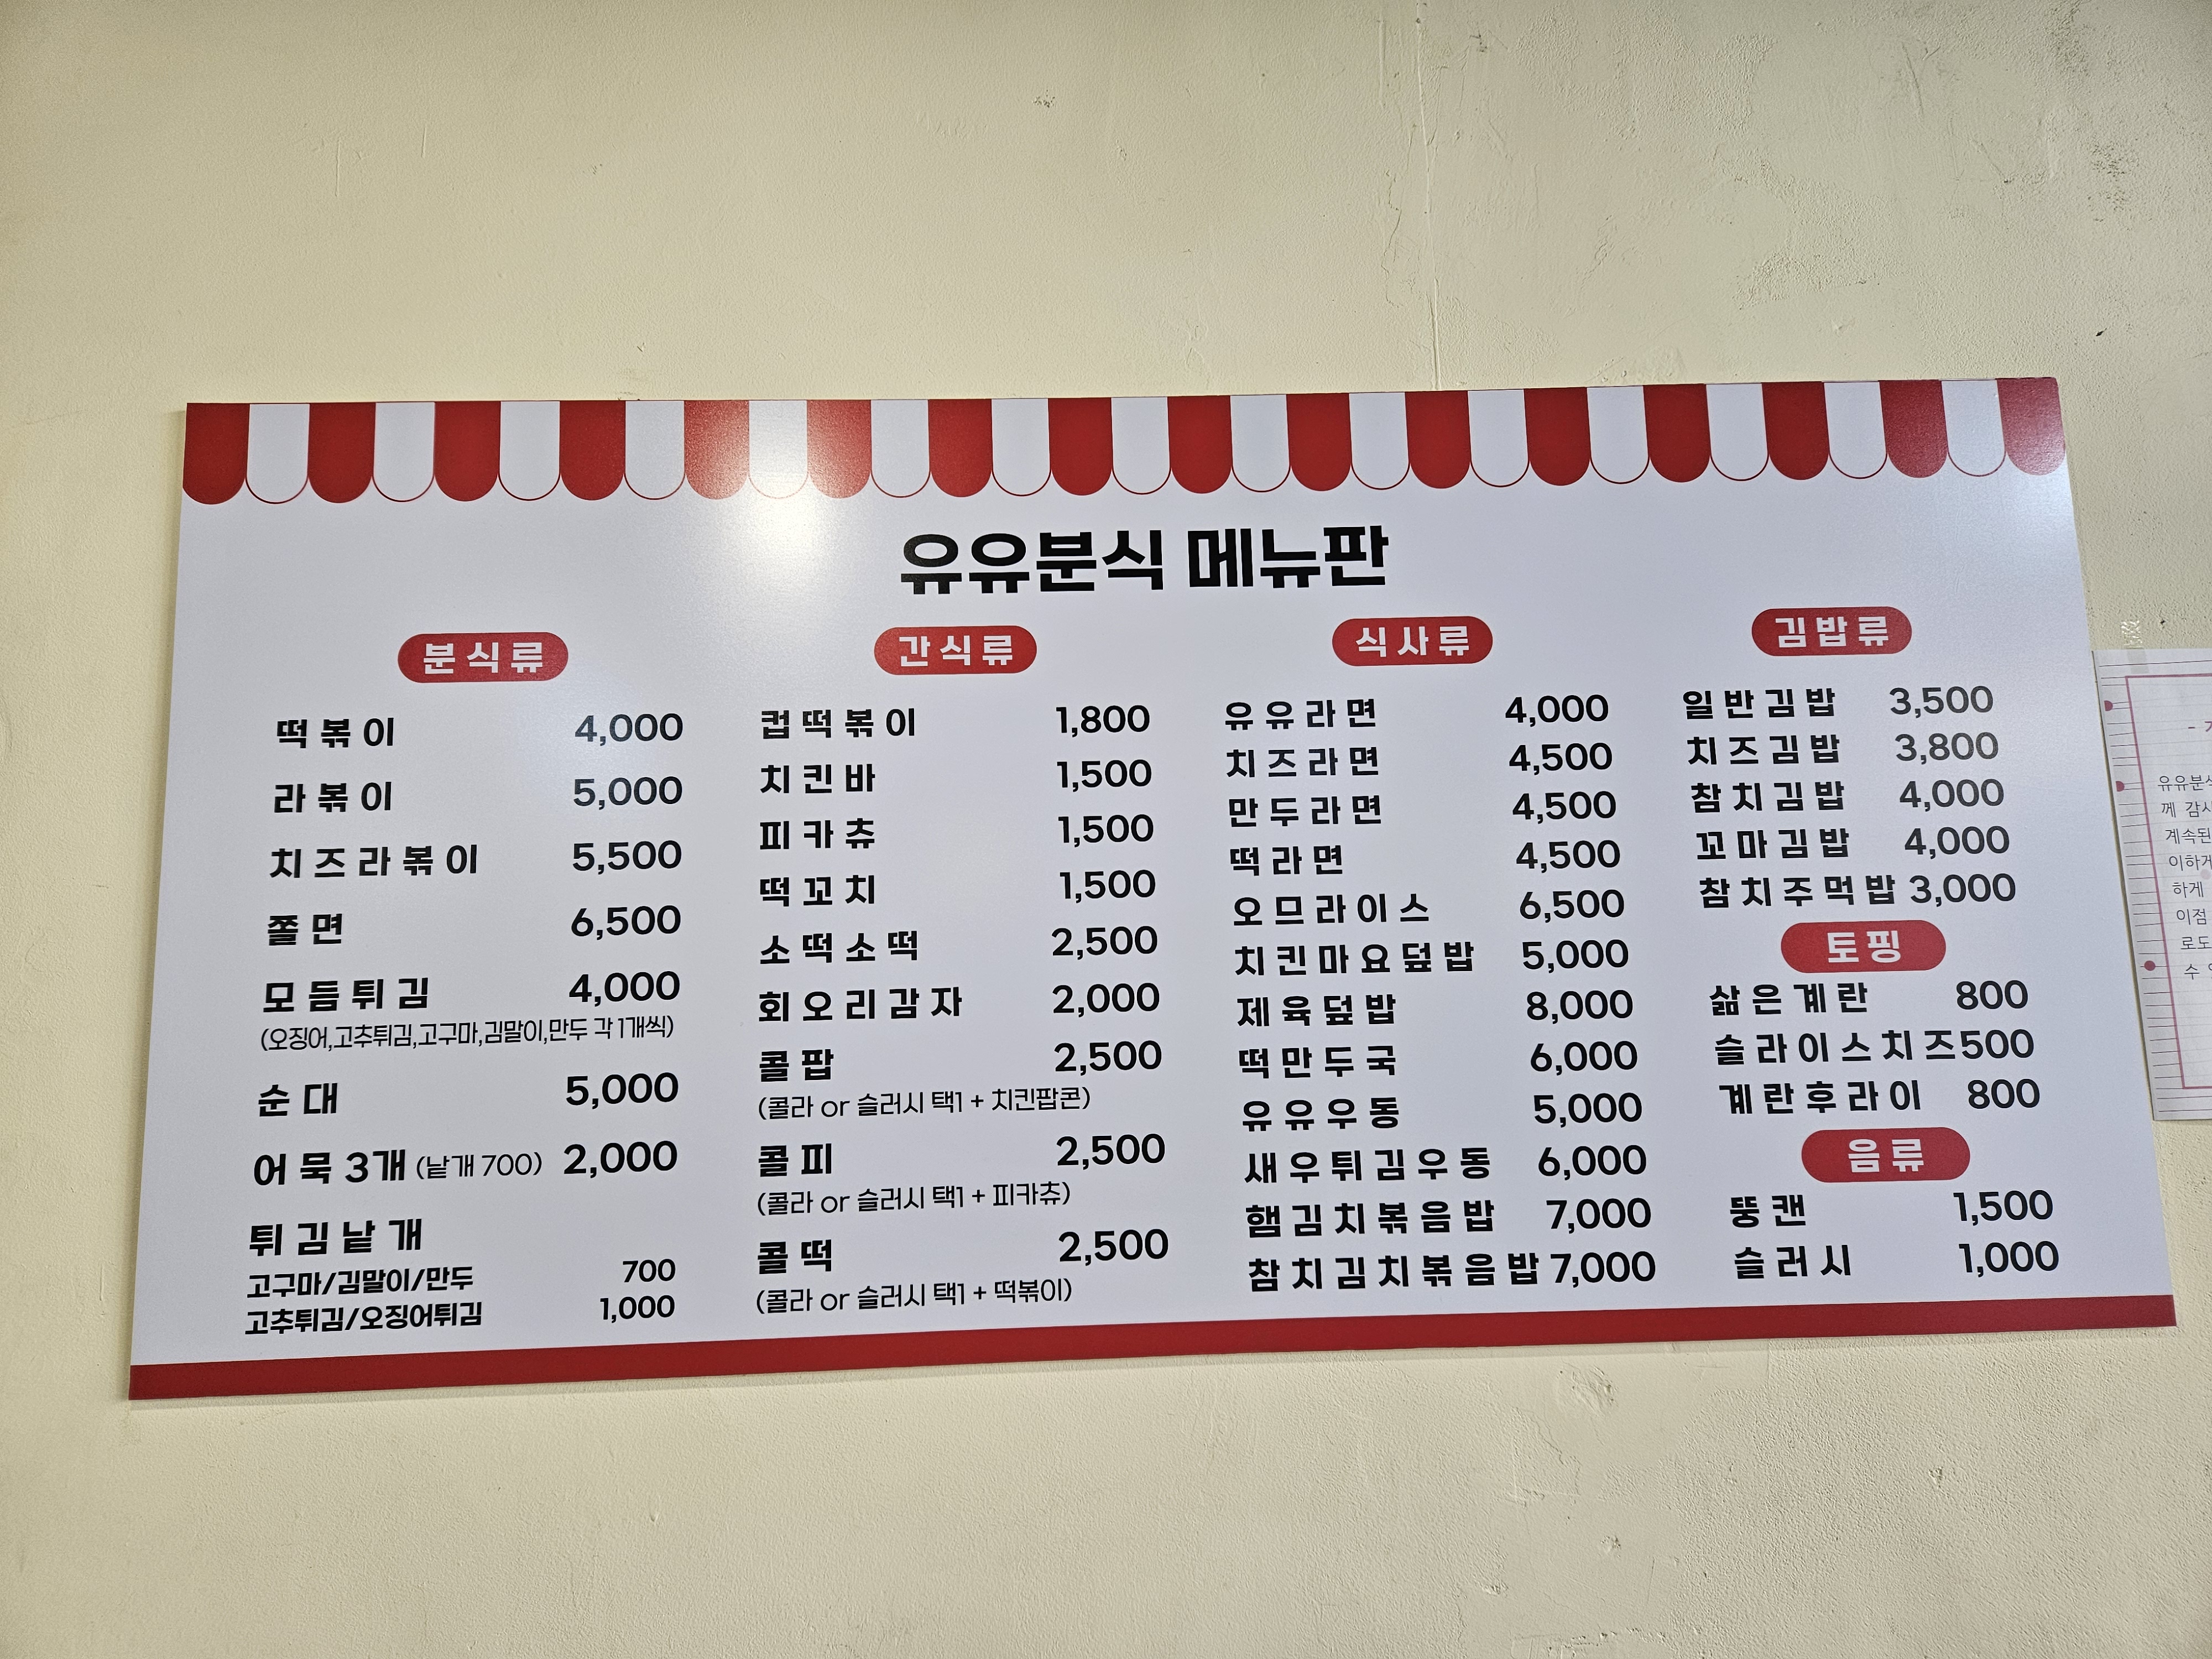 유유분식 메뉴판
분식류
떡볶이 4,000
라볶이 5,000
치즈라볶이 5,500
쫄면 6,500
모듬튀김 4,000
(오징어,고추튀김,고구마,김말이,만두 각 1개씩)
순대 5,000
어묵 3개 (낱개 700) 2,000
튀김낱개
고구마/김말이/만두 700
고추튀김/오징어튀김 1,000
간식류
컵떡볶이 1,800
치킨바 1,500
피카츄 1,500
떡꼬치 1,500
소떡소떡 2,500
회오리감자 2,000
콜팝 2,500
(콜라 or 슬러시 택1 + 치킨팝콘)
콜피 2,500
(콜라 or 슬러시 택1 + 피카츄)
콜떡 2,500
(콜라 or 슬러시 택1 + 떡볶이)
식사류
유유라면 4,000
치즈라면 4,500
만두라면 4,500
떡라면 4,500
오므라이스 6,500
치킨마요덮밥 5,000
제육덮밥 8,000
떡만두국 6,000
유유우동 5,000
새우튀김우동 6,000
햄김치볶음밥 7,000
참치김치볶음밥 7,000
김밥류
일반김밥 3,500
치즈김밥 3,800
참치김밥 4,000
꼬마김밥 4,000
참치주먹밥 3,000
토핑
삶은계란 800
슬라이스치즈 500
계란후라이 800
음류
뚱캔 1,500
슬러시 1,000
께
계속된
이하게
하게
이점
로도
수